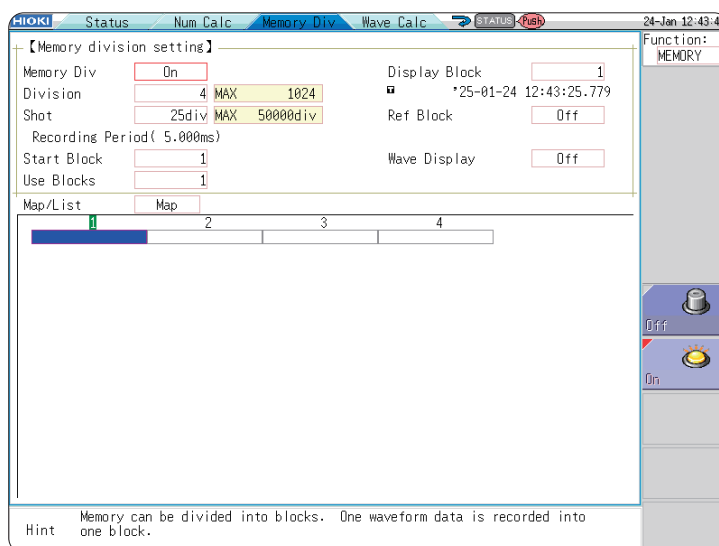 HIOKI Status Num Calc Memory Div Wave Calc STATUS Push 24-Jan 12:43:4
Function:
MEMORY
【Memory division setting】
Memory Div On Display Block 1
Division 4 MAX 1024 '25-01-24 12:43:25.779
Shot 25div MAX 50000div Ref Block Off
Recording Period( 5.000ms)
Start Block 1 Wave Display Off
Use Blocks 1
Map/List Map
1 2 3 4
Off
On
Hint Memory can be divided into blocks. One waveform data is recorded into
one block.